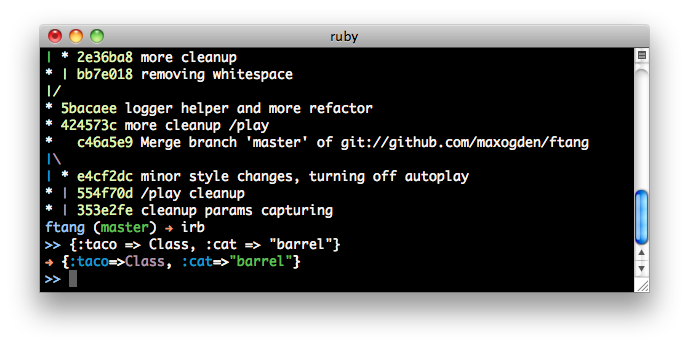 ruby
| * 2e36ba8 more cleanup
* | bb7e018 removing whitespace
|/
* 5bacaee logger helper and more refactor
* 424573c more cleanup /play
*   c46a5e9 Merge branch 'master' of git://github.com/maxogden/ftang
|\
| * e4cf2dc minor style changes, turning off autoplay
* | 554f70d /play cleanup
* | 353e2fe cleanup params capturing
ftang (master) → irb
>> {:taco => Class, :cat => "barrel"}
→ {:taco=>Class, :cat=>"barrel"}
>>